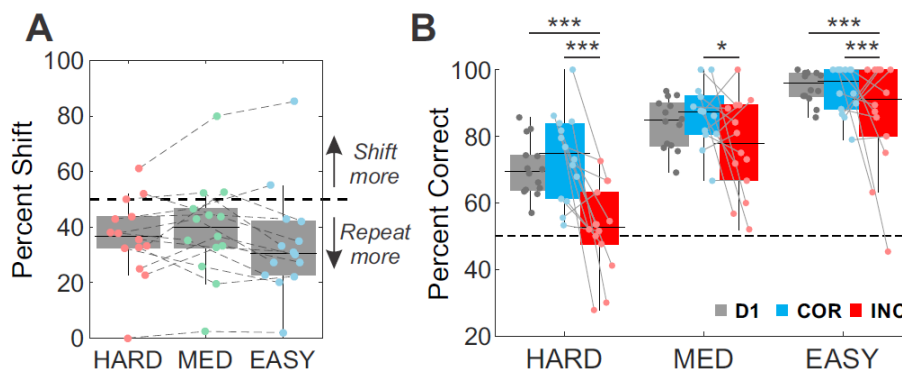 A
Percent Shift
100
80
60
40
20
0
HARD MED EASY
Shift more
Repeat more
B
Percent Correct
100
80
60
40
20
*** * ***
*** ***
HARD MED EASY
D1 COR INC